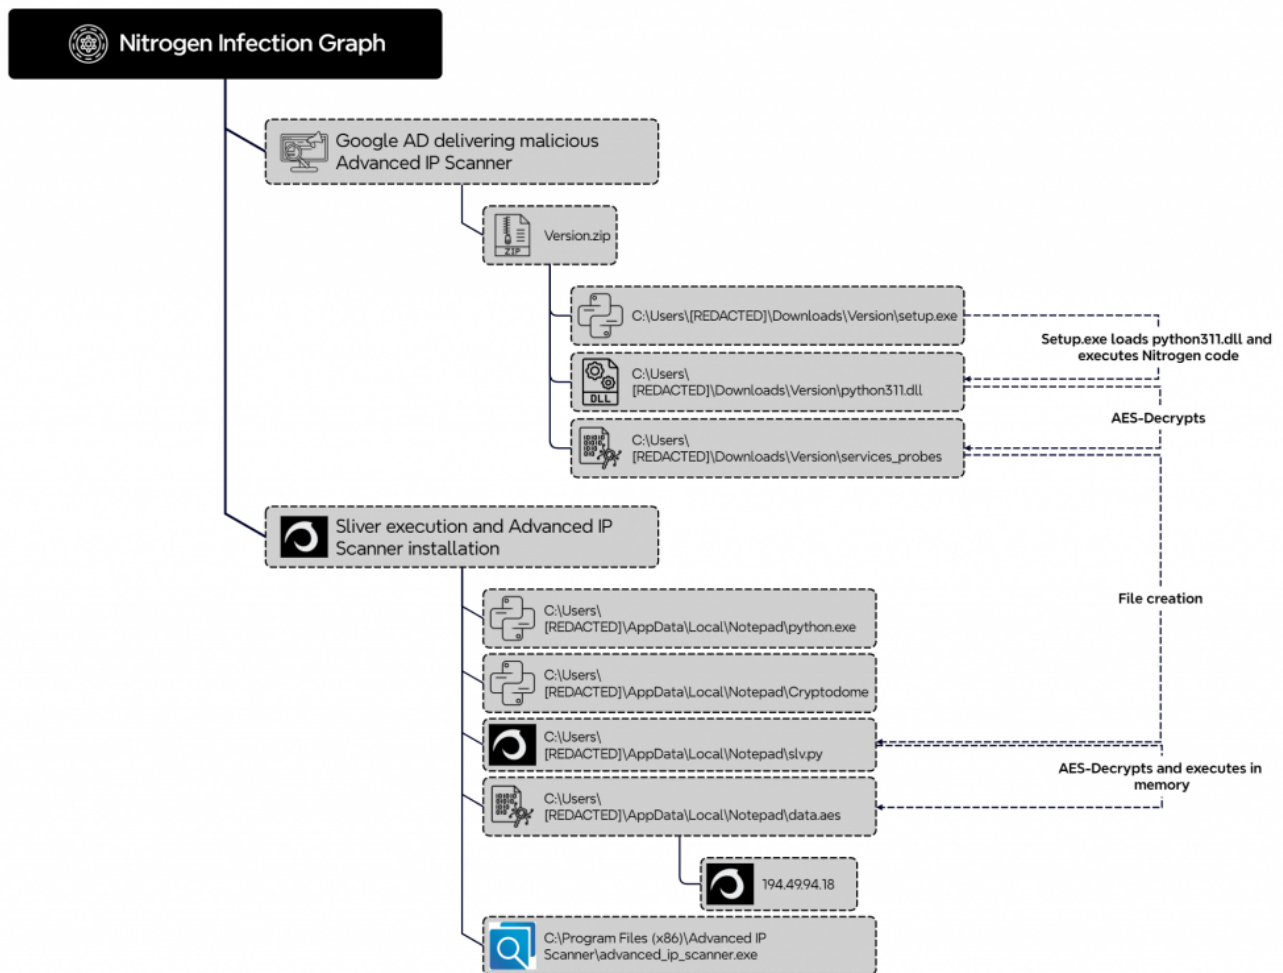 Nitrogen Infection Graph
Google AD delivering malicious
Advanced IP Scanner
ZIP
Version.zip
C:\Users\[REDACTED]\Downloads\Version\setup.exe
Setup.exe loads python311.dll and
executes Nitrogen code
DLL
C:\Users\
[REDACTED]\Downloads\Version\python311.dll
AES-Decrypts
C:\Users\
[REDACTED]\Downloads\Version\services_probes
Sliver execution and Advanced IP
Scanner installation
File creation
C:\Users\
[REDACTED]\AppData\Local\Notepad\python.exe
C:\Users\
[REDACTED]\AppData\Local\Notepad\Cryptodome
C:\Users\
[REDACTED]\AppData\Local\Notepad\slv.py
AES-Decrypts and executes in
memory
C:\Users\
[REDACTED]\AppData\Local\Notepad\data.aes
194.49.94.18
C:\Program Files (x86)\Advanced IP
Scanner\advanced_ip_scanner.exe